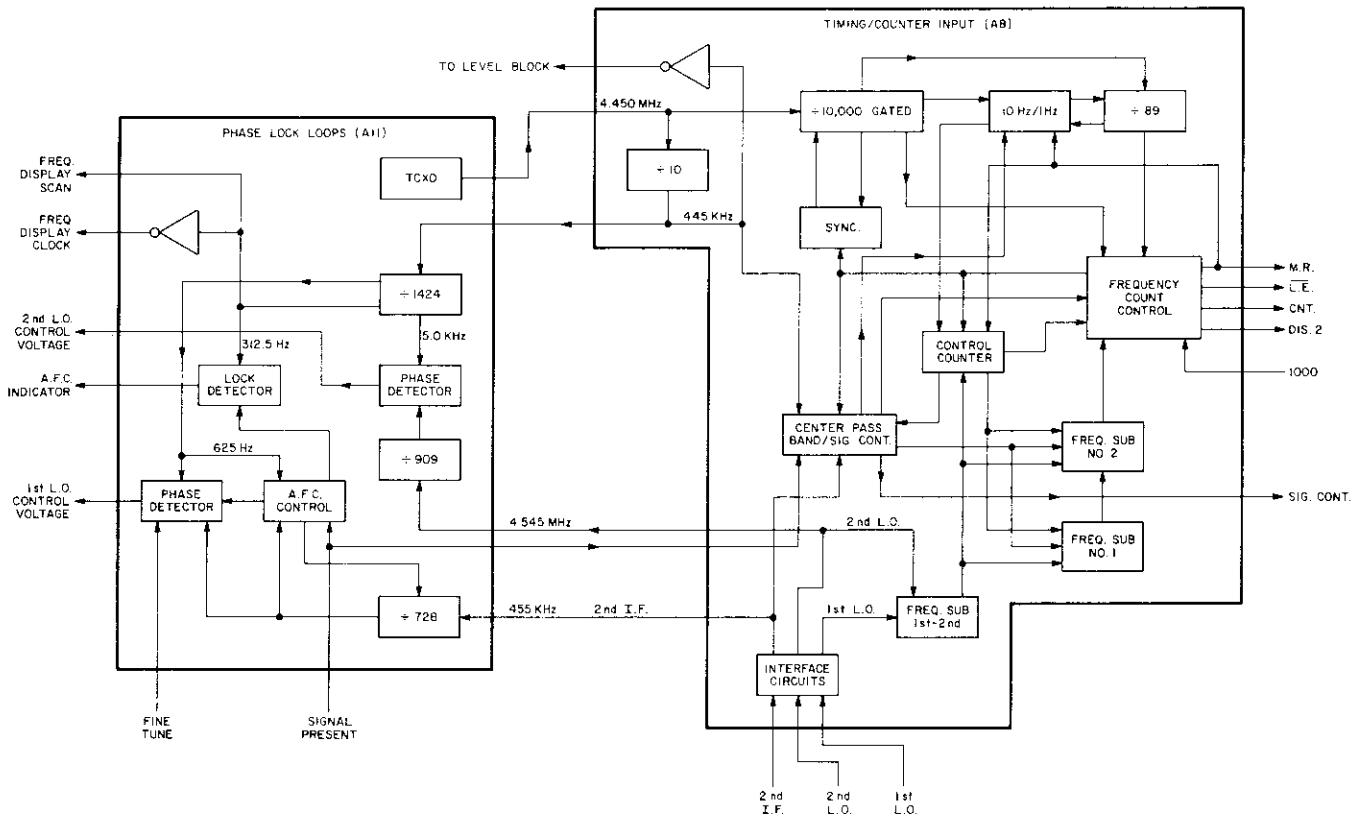 TIMING/COUNTER INPUT (A8)
TO LEVEL BLOCK
4.450 MHz
÷ 10,000 GATED
10 Hz/1Hz
÷ 89
PHASE LOCK LOOPS (A11)
FREQ.
DISPLAY
SCAN
TCXO
÷ 10
FREQ
DISPLAY
CLOCK
445 KHz
SYNC.
÷ 1424
FREQUENCY
COUNT
CONTROL
M.R.
L.E.
CNT.
DIS. 2
2nd L.O.
CONTROL
VOLTAGE
312.5 Hz
5.0 KHz
CONTROL
COUNTER
1000
A.F.C.
INDICATOR
LOCK
DETECTOR
PHASE
DETECTOR
CENTER PASS
BAND/SIG CONT.
FREQ. SUB
NO. 2
÷ 909
625 Hz
1st L.O.
CONTROL
VOLTAGE
PHASE
DETECTOR
A.F.C.
CONTROL
SIG. CONT.
4.545 MHz
2nd L.O.
FREQ. SUB
NO. 1
÷ 728
455 KHz
2nd I.F.
1st L.O.
FREQ. SUB
1st-2nd
INTERFACE
CIRCUITS
FINE
TUNE
SIGNAL
PRESENT
2nd
I.F.
2nd
L.O.
1st
L.O.